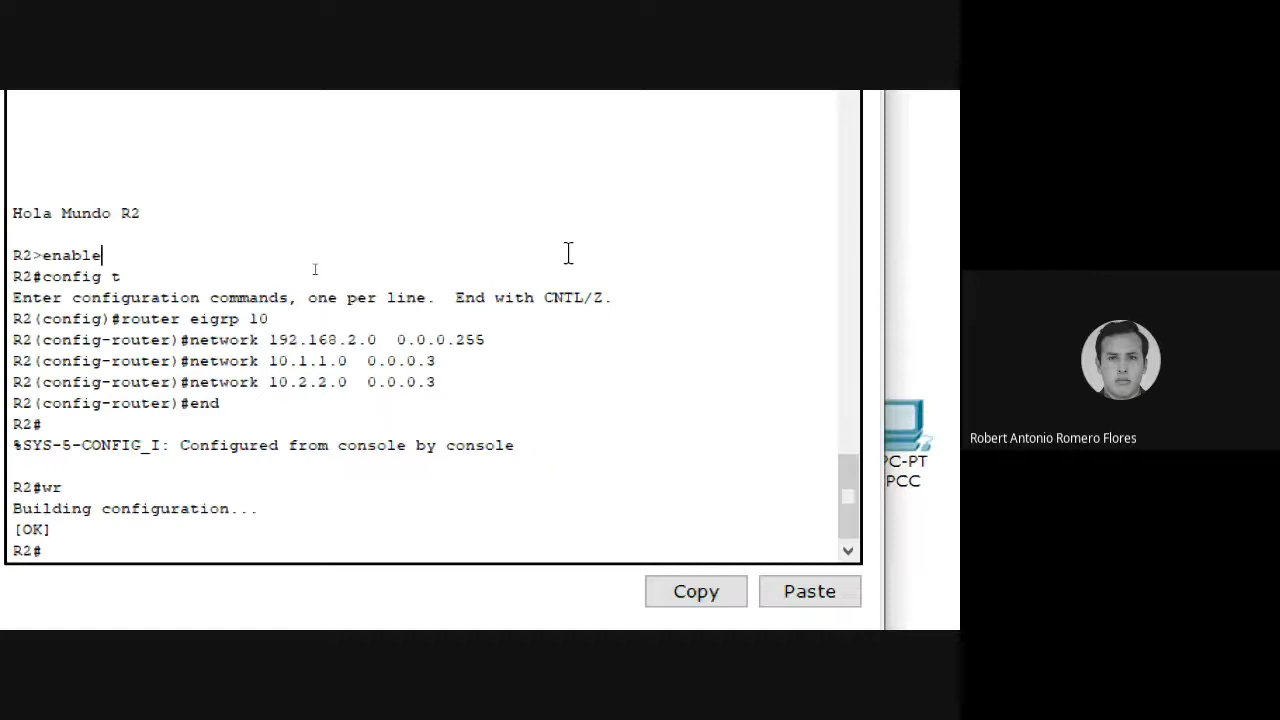 Hola Mundo R2
R2>enable
R2#config t
Enter configuration commands, one per line.  End with CNTL/Z.
R2(config)#router eigrp 10
R2(config-router)#network 192.168.2.0  0.0.0.255
R2(config-router)#network 10.1.1.0  0.0.0.3
R2(config-router)#network 10.2.2.0  0.0.0.3
R2(config-router)#end
R2#
%SYS-5-CONFIG_I: Configured from console by console
R2#wr
Building configuration...
[OK]
R2#
Copy
Paste
PC-PT
PCC
Robert Antonio Romero Flores